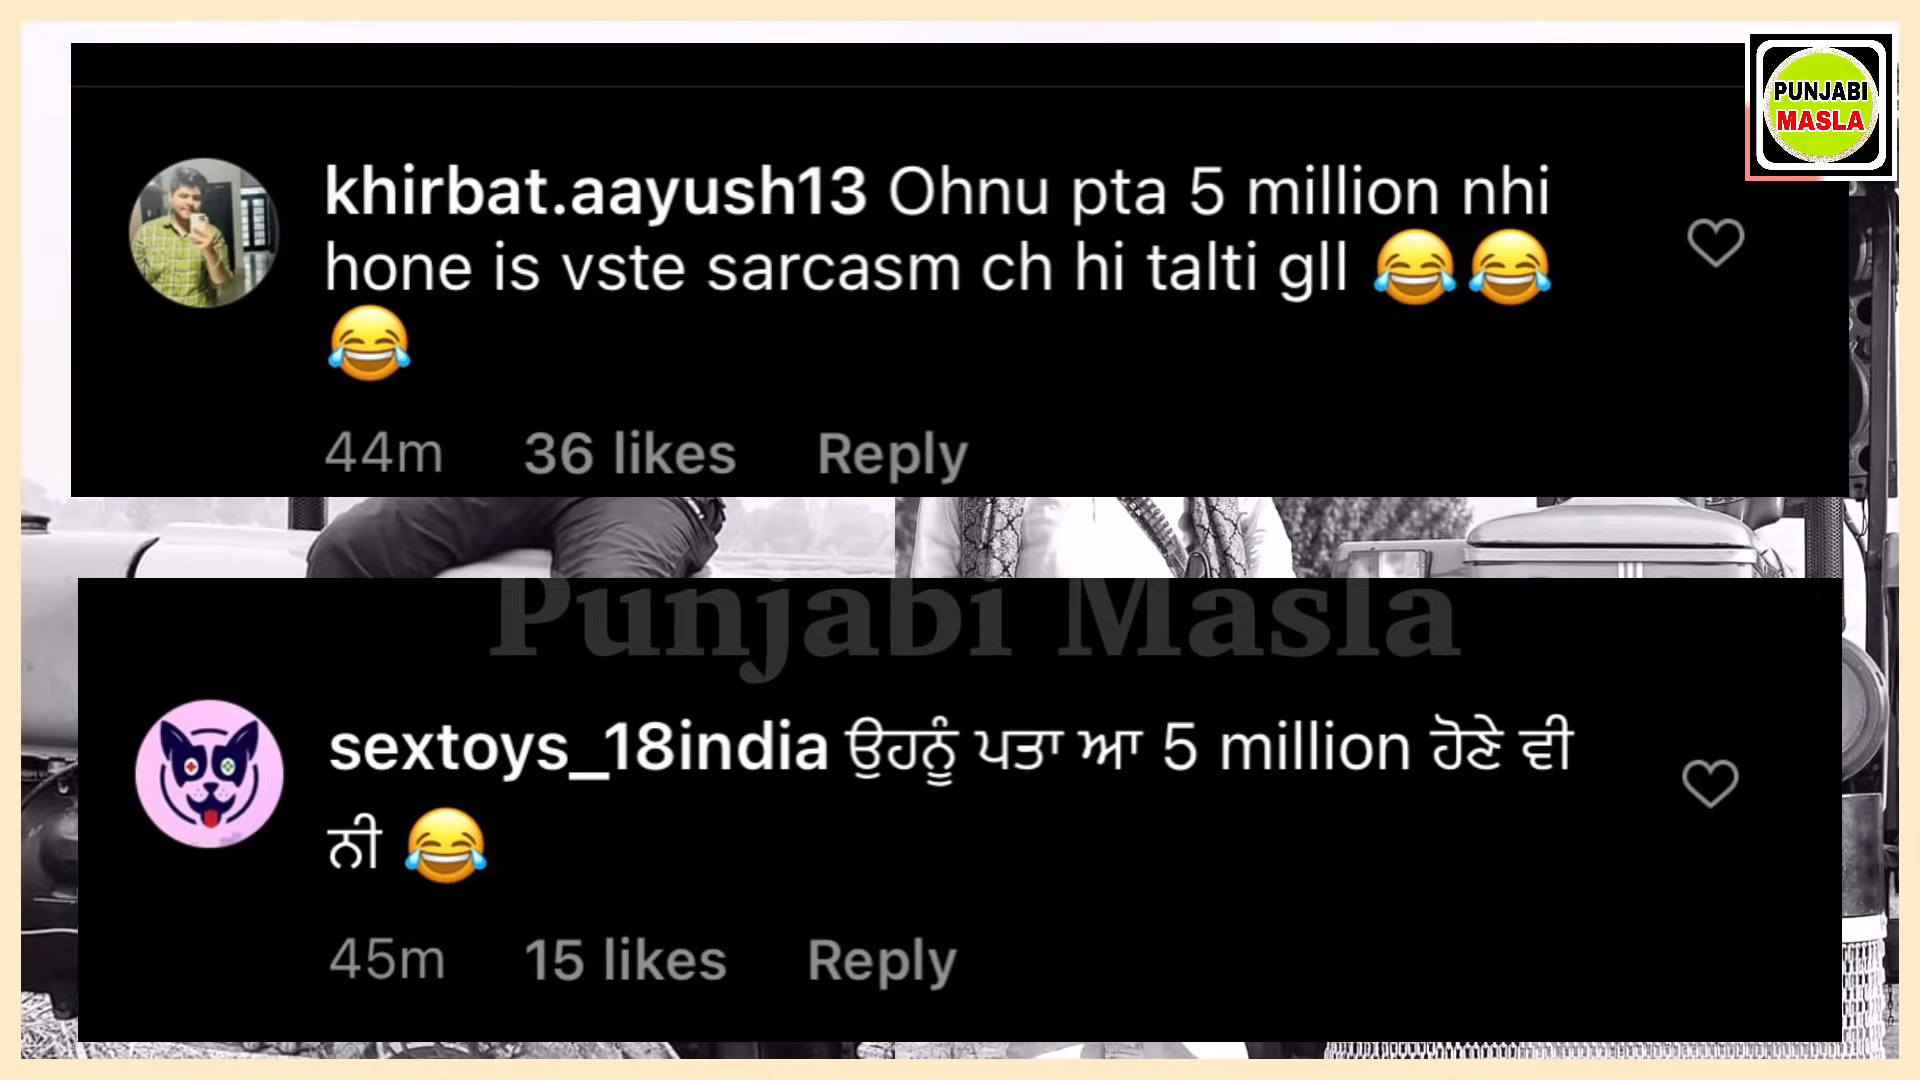 PUNJABI
MASLA
khirbat.aayush13 Ohnu pta 5 million nhi
hone is vste sarcasm ch hi talti gll 😂😂
😂
44m 36 likes Reply
Punjabi Masla
sextoys_18india ਉਹਨੂੰ ਪਤਾ ਆ 5 million ਹੋਣੇ ਵੀ
ਨੀ 😂
45m 15 likes Reply